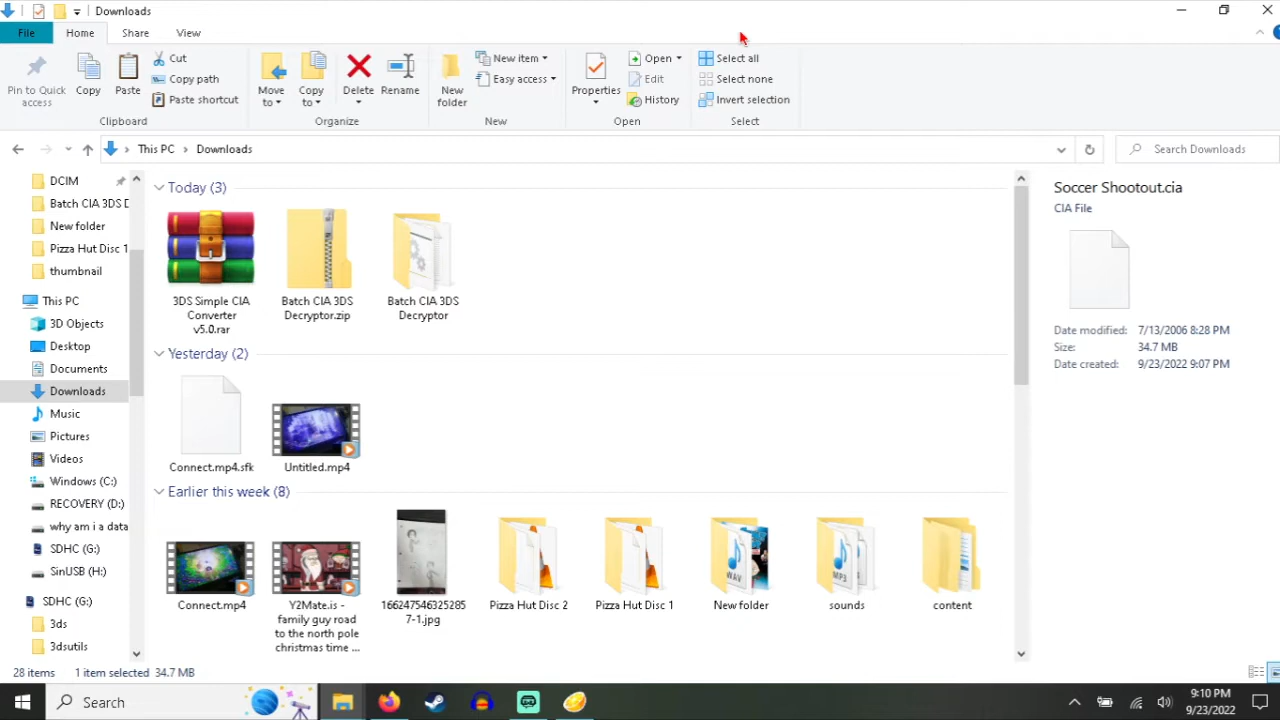 Downloads
File
Home
Share
View
Pin to Quick
access
Copy
Paste
Cut
Copy path
Paste shortcut
Clipboard
Move
to
Copy
to
Delete
Rename
Organize
New
folder
New item
Easy access
New
Properties
Open
Edit
History
Open
Select all
Select none
Invert selection
Select
This PC
Downloads
Search Downloads
DCIM
Batch CIA 3DS D
New folder
Pizza Hut Disc 1
thumbnail
This PC
3D Objects
Desktop
Documents
Downloads
Music
Pictures
Videos
Windows (C:)
RECOVERY (D:)
why am i a data
SDHC (G:)
SinUSB (H:)
SDHC (G:)
3ds
3dsutils
Today (3)
3DS Simple CIA
Converter
v5.0.rar
Batch CIA 3DS
Decryptor.zip
Batch CIA 3DS
Decryptor
Yesterday (2)
Connect.mp4.sfk
Untitled.mp4
Earlier this week (8)
Connect.mp4
Y2Mate.is -
family guy road
to the north pole
christmas time ...
166247546325285
7-1.jpg
Pizza Hut Disc 2
Pizza Hut Disc 1
WAV
New folder
MP3
sounds
content
Soccer Shootout.cia
CIA File
Date modified: 7/13/2006 8:28 PM
Size: 34.7 MB
Date created: 9/23/2022 9:07 PM
28 items 1 item selected 34.7 MB
Search
9:10 PM
9/23/2022